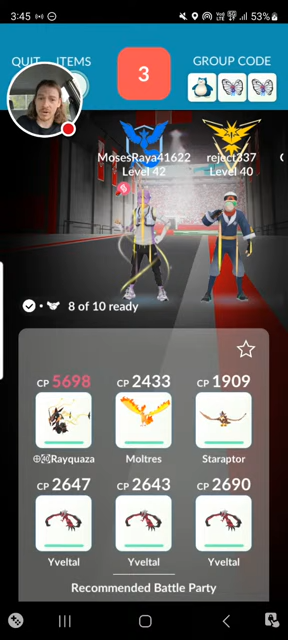 3:45
53%
QUIT
ITEMS
3
GROUP CODE
MosesRaya41622
Level 42
reject337
Level 40
8 of 10 ready
CP 5698
CP 2433
CP 1909
Rayquaza
Moltres
Staraptor
CP 2647
CP 2643
CP 2690
Yveltal
Yveltal
Yveltal
Recommended Battle Party